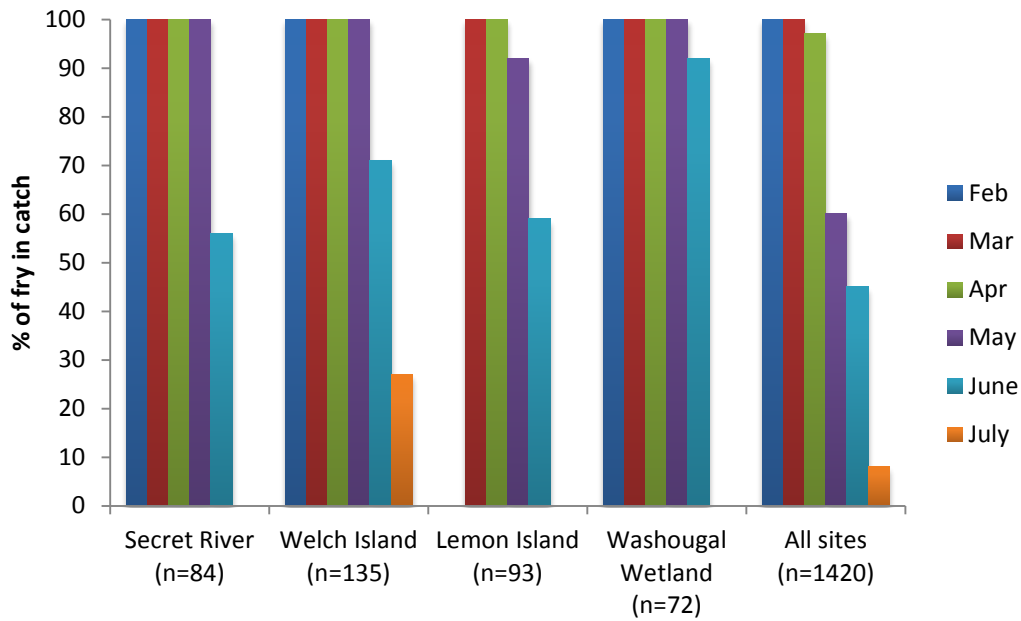 % of fry in catch
100
90
80
70
60
50
40
30
20
10
0
Secret River
(n=84)
Welch Island
(n=135)
Lemon Island
(n=93)
Washougal
Wetland
(n=72)
All sites
(n=1420)
Feb
Mar
Apr
May
June
July